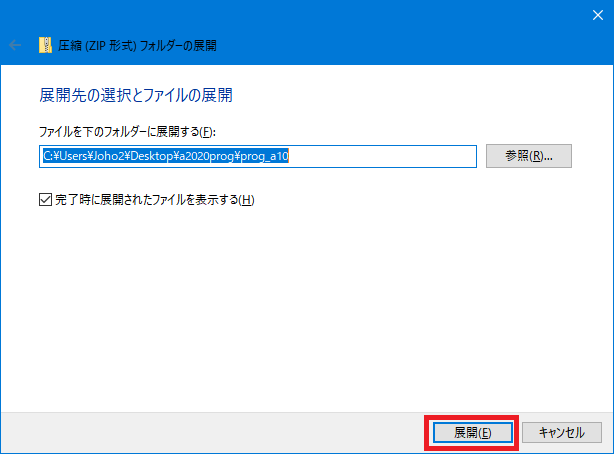 圧縮 (ZIP 形式) フォルダーの展開
展開先の選択とファイルの展開
ファイルを下のフォルダーに展開する(F):
C:¥Users¥Joho2¥Desktop¥a2020prog¥prog_a10
参照(R)...
完了時に展開されたファイルを表示する(H)
展開(E)
キャンセル